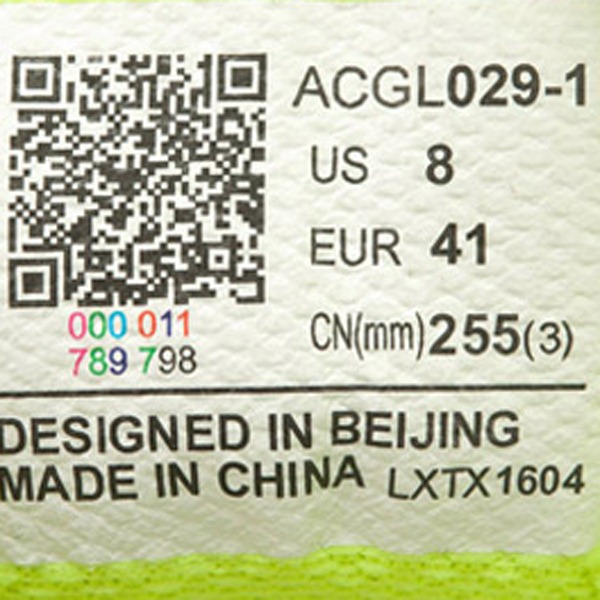 ACGL029-1
US 8
EUR 41
CN(mm)255(3)
000 011
789 798
DESIGNED IN BEIJING
MADE IN CHINA LXTX1604